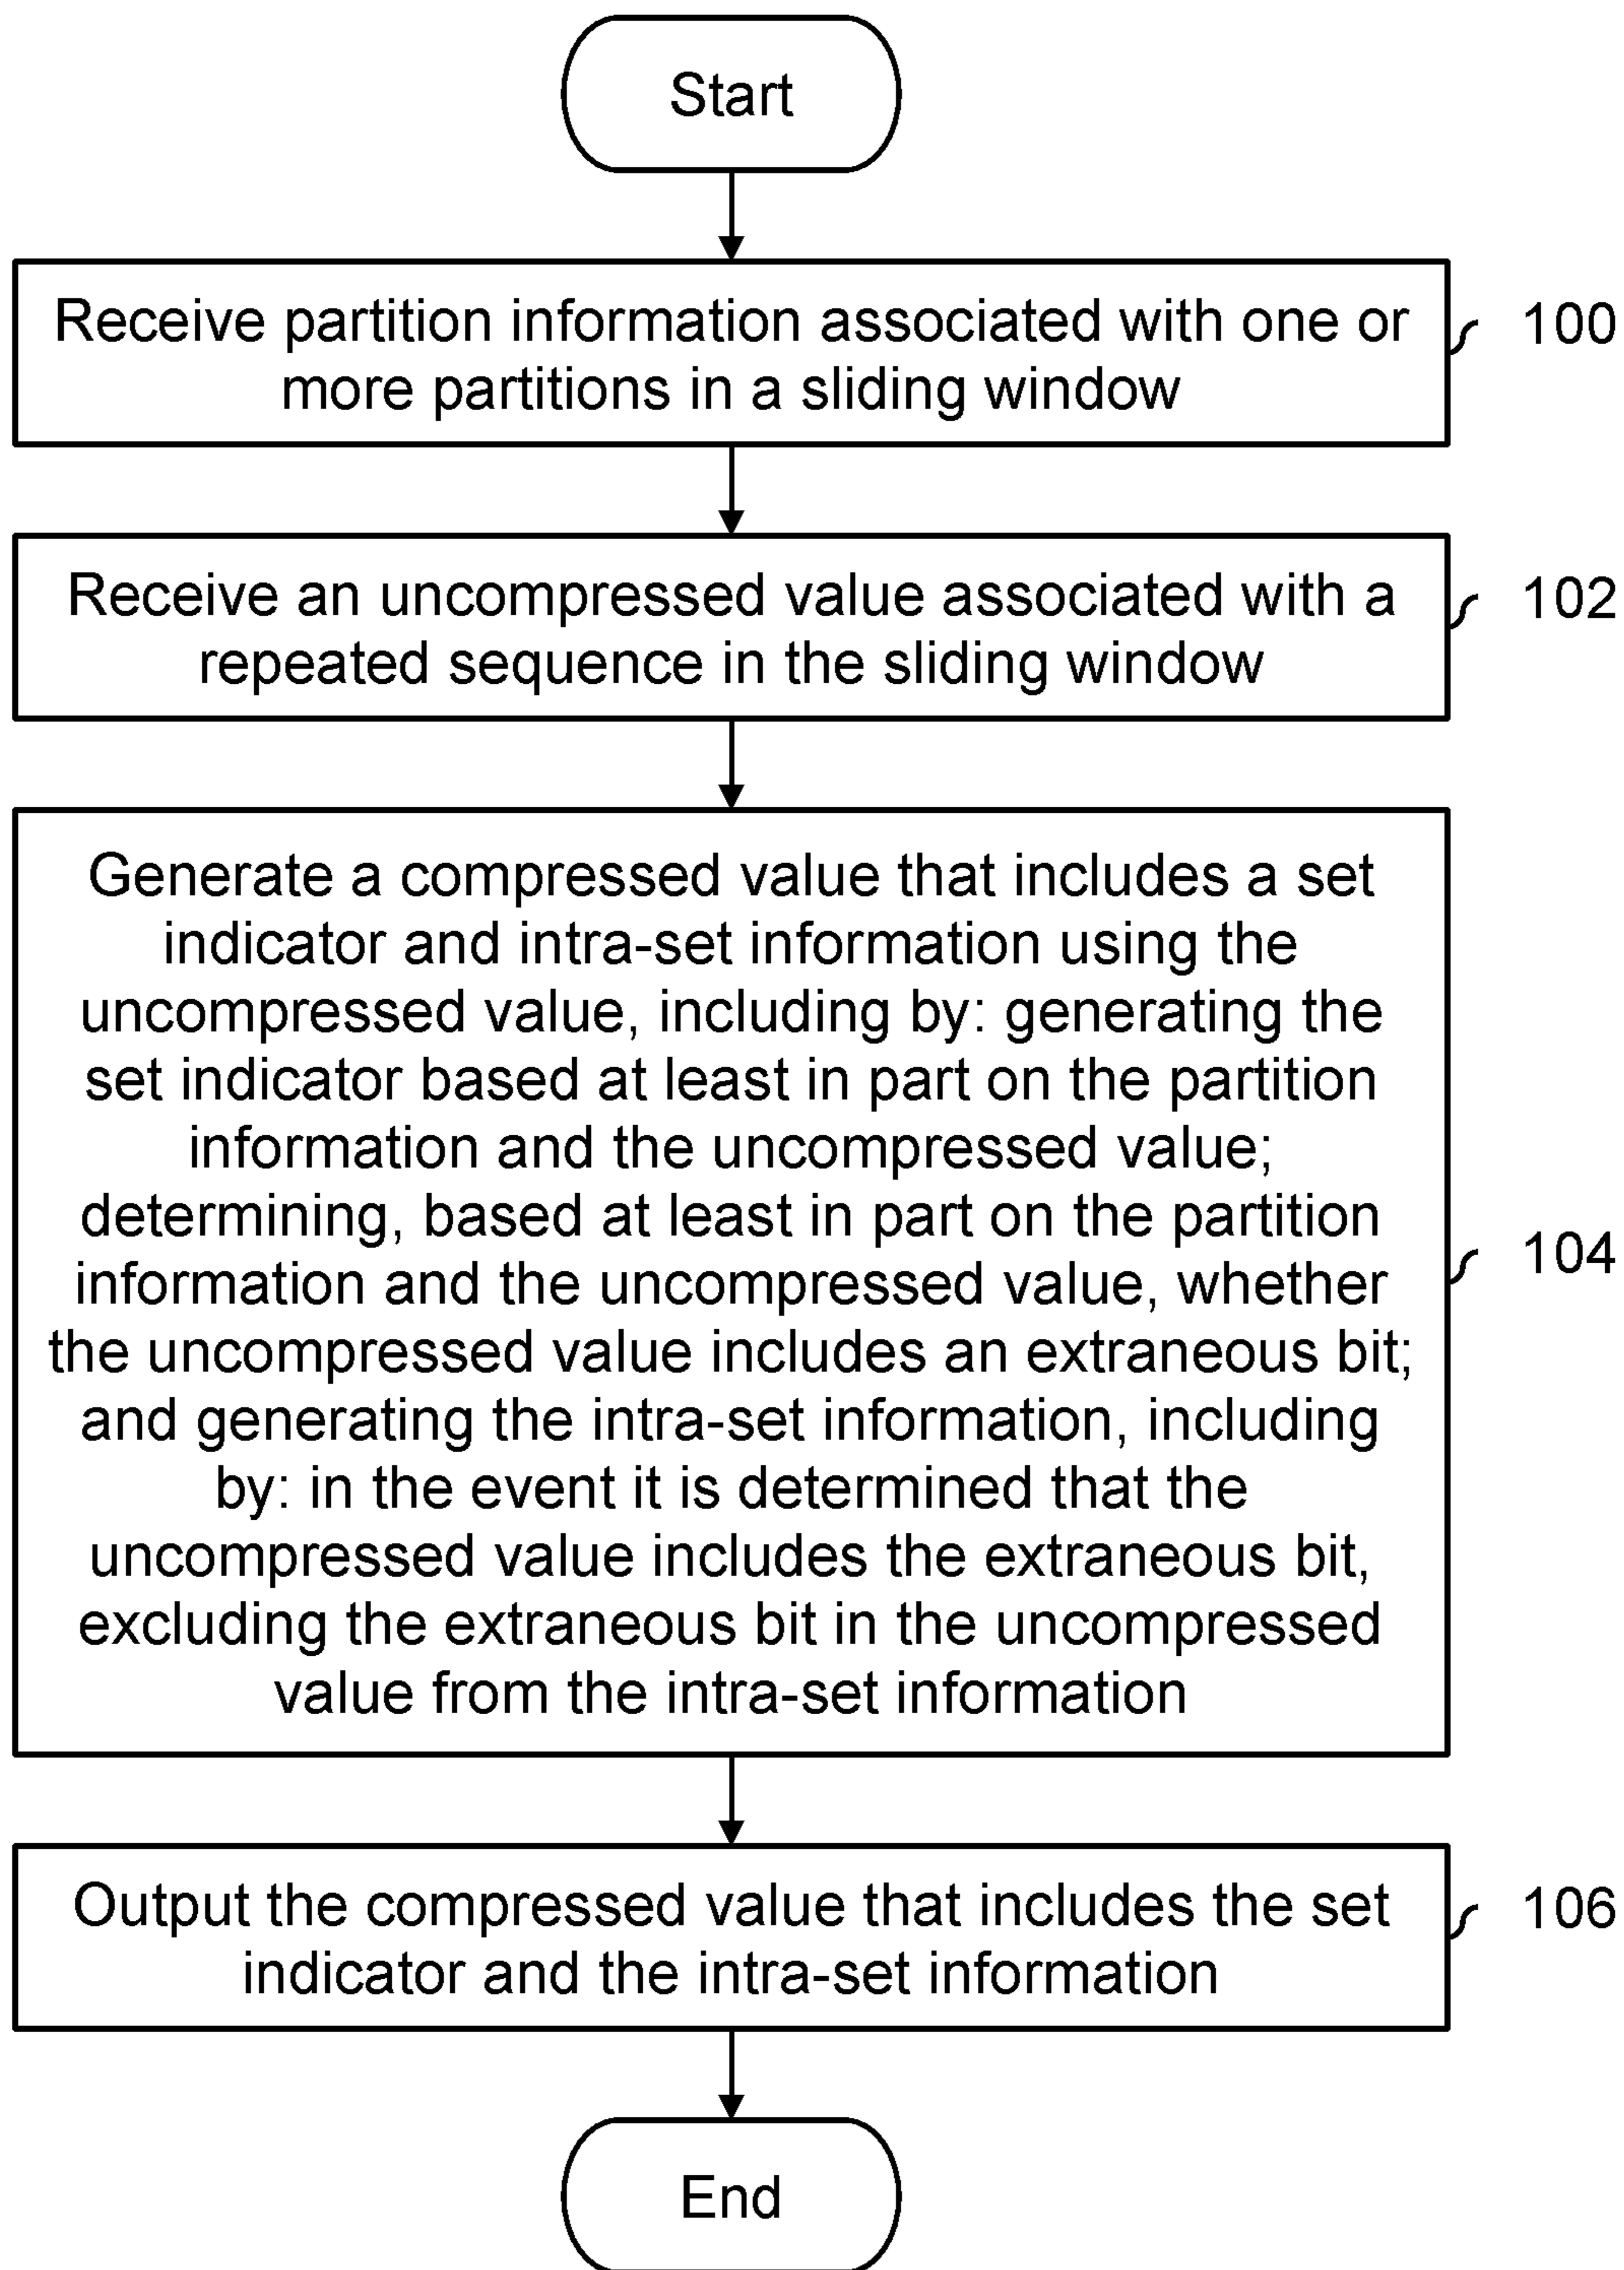 Start
Receive partition information associated with one or
more partitions in a sliding window
100
Receive an uncompressed value associated with a
repeated sequence in the sliding window
102
Generate a compressed value that includes a set
indicator and intra-set information using the
uncompressed value, including by: generating the
set indicator based at least in part on the partition
information and the uncompressed value;
determining, based at least in part on the partition
information and the uncompressed value, whether
the uncompressed value includes an extraneous bit;
and generating the intra-set information, including
by: in the event it is determined that the
uncompressed value includes the extraneous bit,
excluding the extraneous bit in the uncompressed
value from the intra-set information
104
Output the compressed value that includes the set
indicator and the intra-set information
106
End